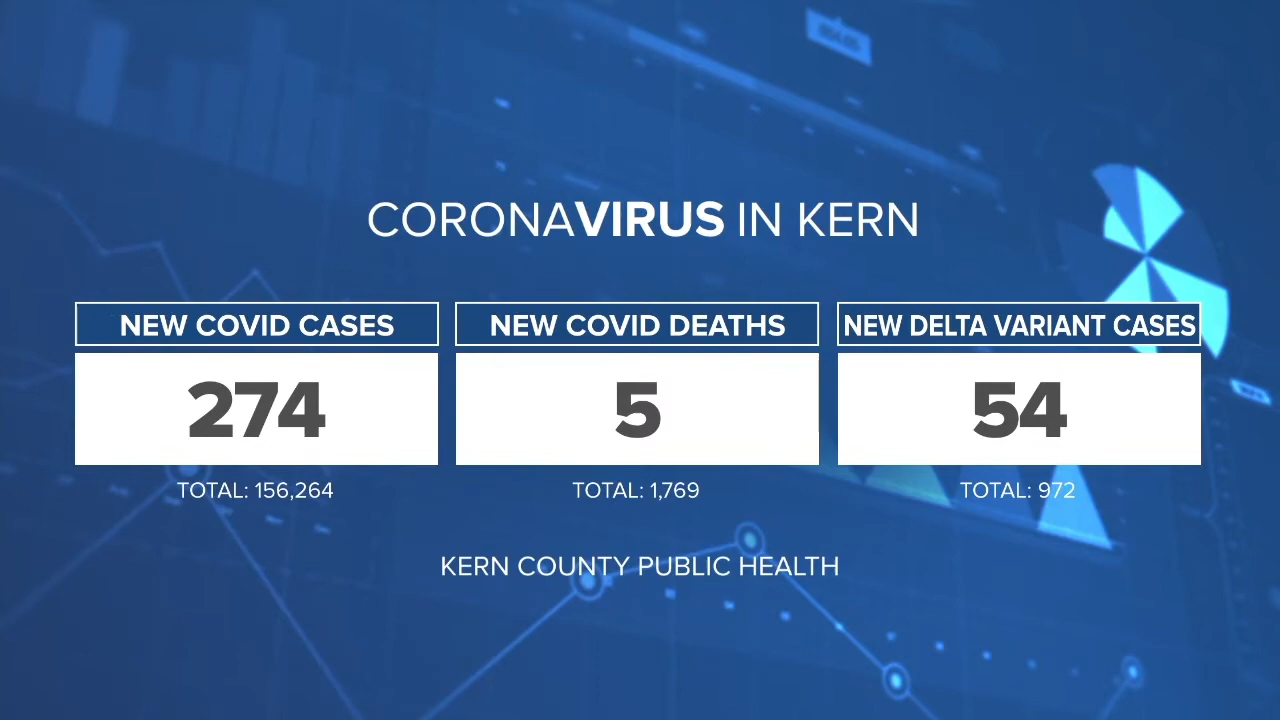 CORONAVIRUS IN KERN
NEW COVID CASES
274
TOTAL: 156,264
NEW COVID DEATHS
5
TOTAL: 1,769
NEW DELTA VARIANT CASES
54
TOTAL: 972
KERN COUNTY PUBLIC HEALTH